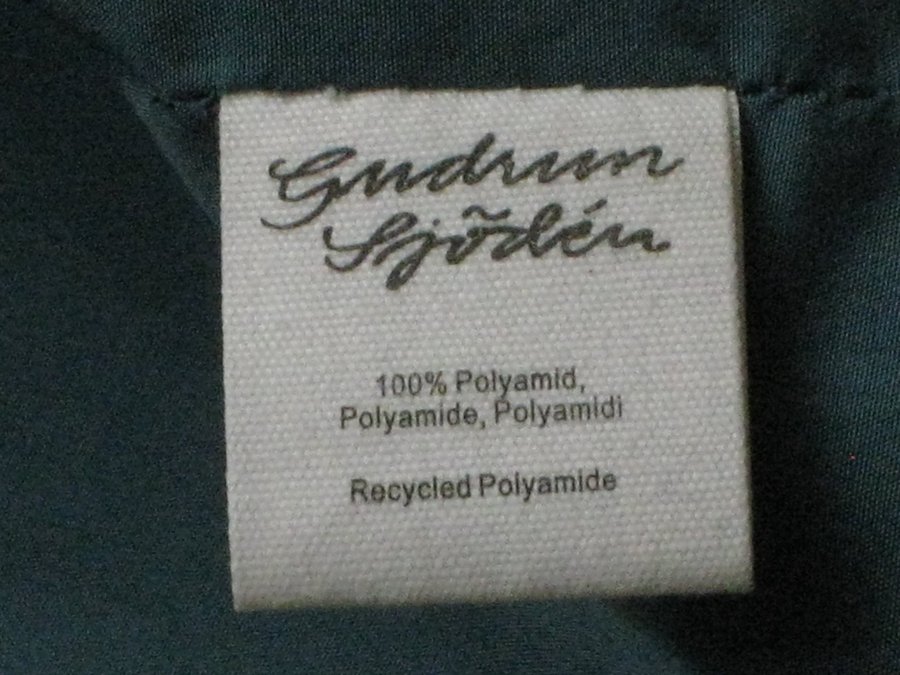 Gudrun
Sjödén
100% Polyamid,
Polyamide, Polyamidi
Recycled Polyamide